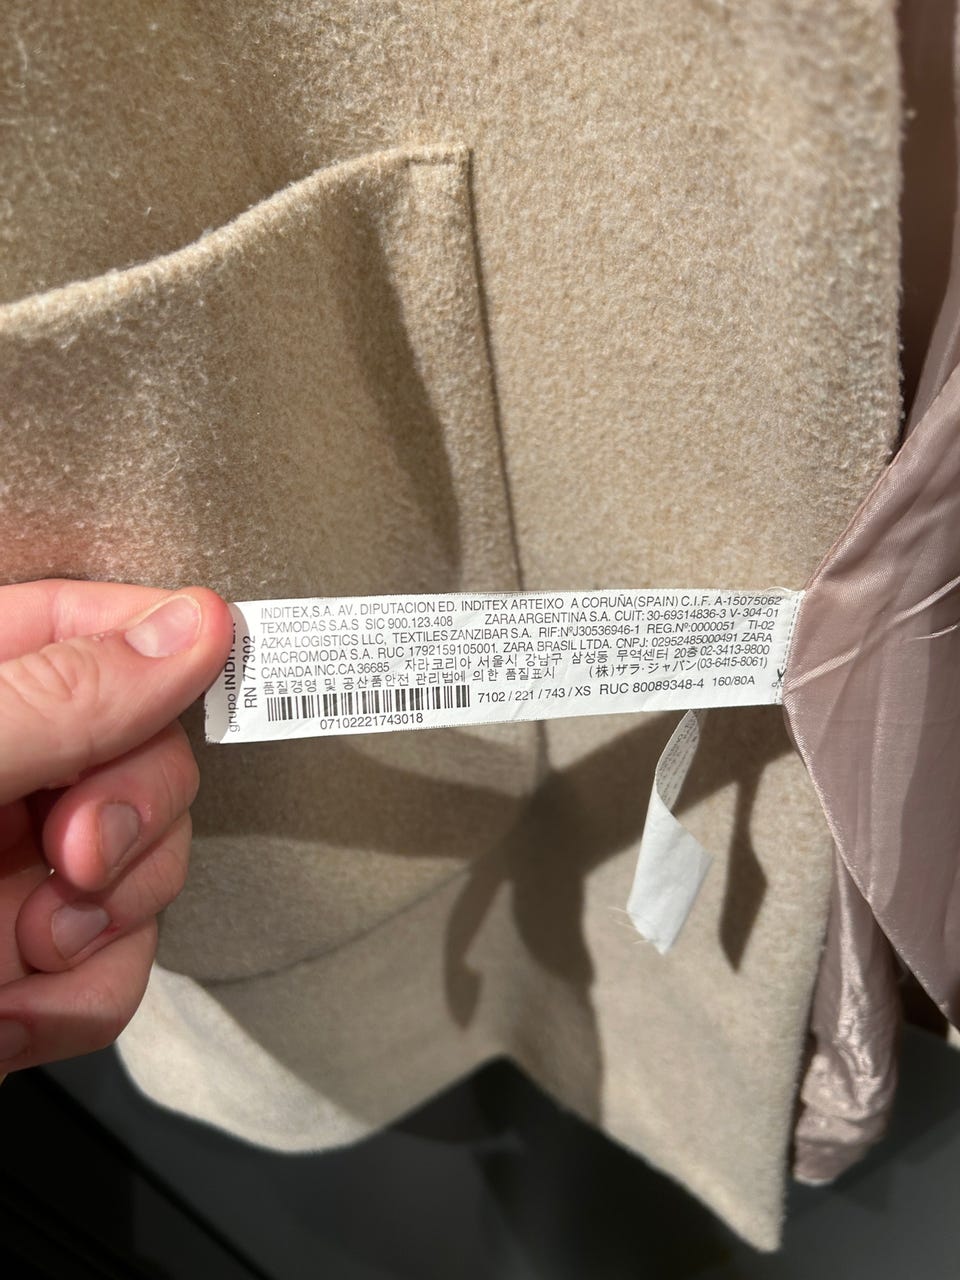 INDITEX,S.A. AV. DIPUTACION ED. INDITEX ARTEIXO A CORUÑA(SPAIN) C.I.F. A-15075062
TEXMODAS S.A.S SIC 900.123.408 ZARA ARGENTINA S.A. CUIT: 30-69314836-3 V-304-01
AZKA LOGISTICS LLC, TEXTILES ZANZIBAR S.A. RIF:NºJ30536946-1 REG.Nº0000051 TI-02
MACROMODA S.A. RUC 1792159105001. ZARA BRASIL LTDA. CNPJ: 02952485000491 ZARA
CANADA INC.CA 36685 자라코리아 서울시 강남구 삼성동 무역센터 20층 02-3413-9800
품질경영 및 공산품안전 관리법에 의한 품질표시 (株)ザラ・ジャパン(03-6415-8061)
7102 / 221 / 743 / XS RUC 80089348-4 160/80A
07102221743018
grupo INDITEX
RN 77302